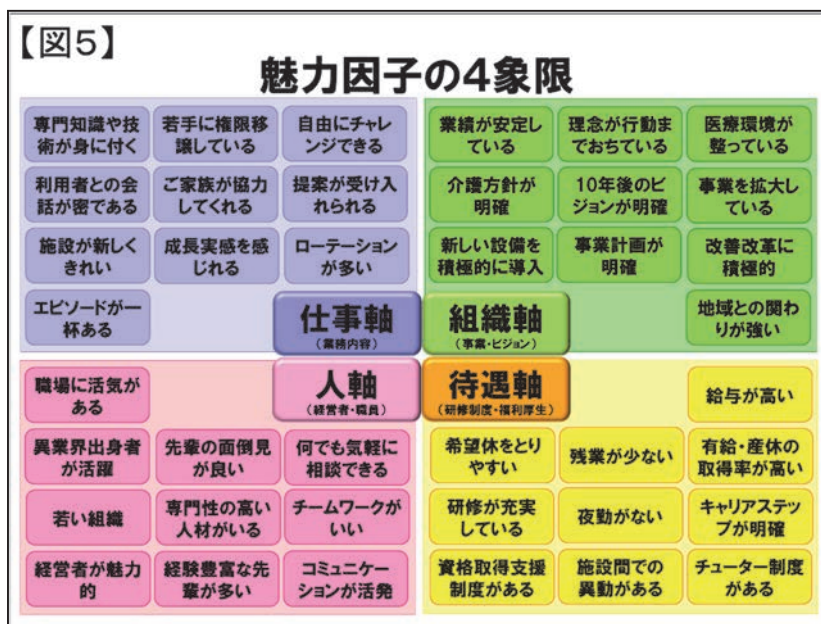 【図5】
魅力因子の4象限
専門知識や技
術が身に付く
若手に権限移
譲している
自由にチャレ
ンジできる
利用者との会
話が密である
ご家族が協力
してくれる
提案が受け入
れられる
施設が新しく
きれい
成長実感を感
じれる
ローテーション
が多い
エピソードが一
杯ある
仕事軸
(業務内容)
業績が安定し
ている
理念が行動ま
でおちている
医療環境が
整っている
介護方針が
明確
10年後のビ
ジョンが明確
事業を拡大し
ている
新しい設備を
積極的に導入
事業計画が
明確
改善改革に
積極的
組織軸
(事業・ビジョン)
地域との関わ
りが強い
職場に活気が
ある
人軸
(経営者・職員)
異業界出身者
が活躍
先輩の面倒見
が良い
何でも気軽に
相談できる
若い組織
専門性の高い
人材がいる
チームワークが
いい
経営者が魅力
的
経験豊富な先
輩が多い
コミュニケー
ションが活発
待遇軸
(研修制度・福利厚生)
給与が高い
希望休をとり
やすい
残業が少ない
有給・産休の
取得率が高い
研修が充実
している
夜勤がない
キャリアステッ
プが明確
資格取得支援
制度がある
施設間での
異動がある
チューター制度
がある